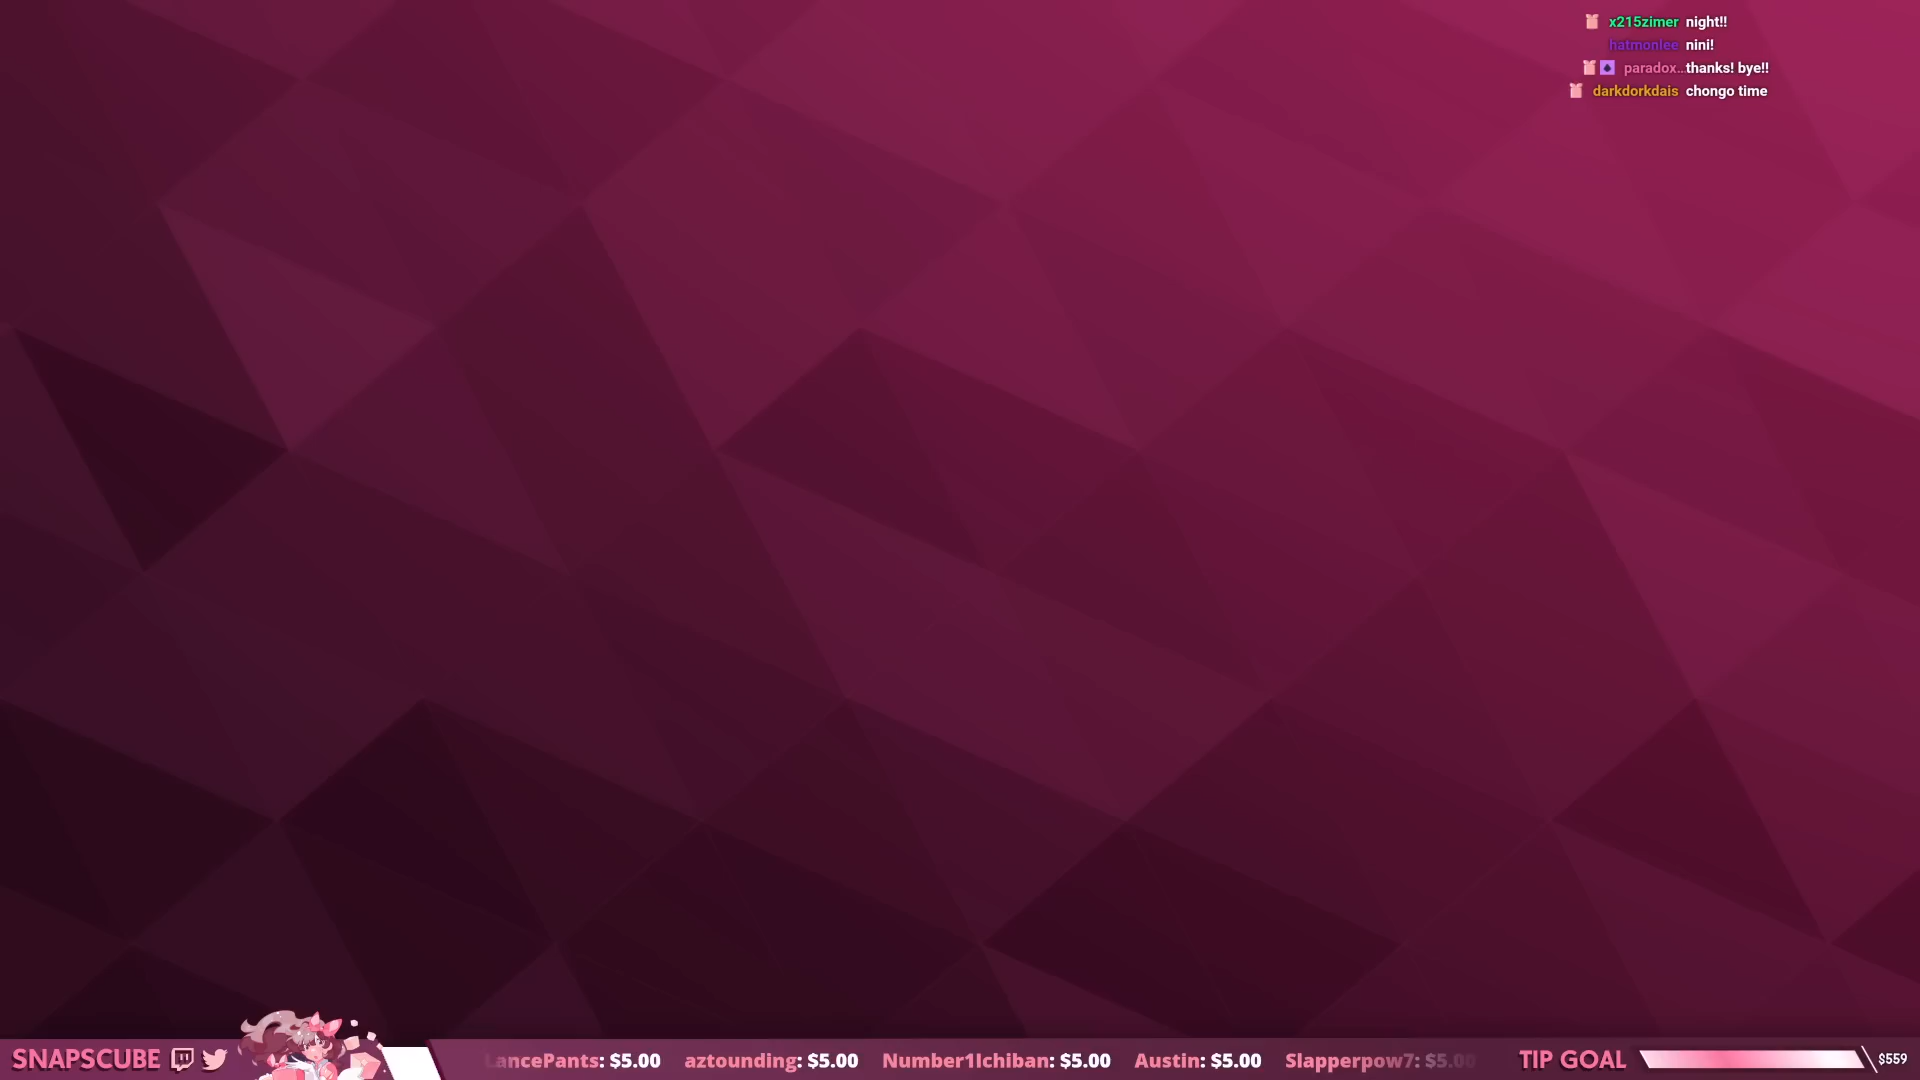 x215zimer night!!
hatmonlee nini!
paradox… thanks! bye!!
darkdorkdais chongo time
SNAPSCUBE
ancePants: $5.00 aztounding: $5.00 Number1Ichiban: $5.00 Austin: $5.00 Slapperpow7: $5.00
TIP GOAL $559